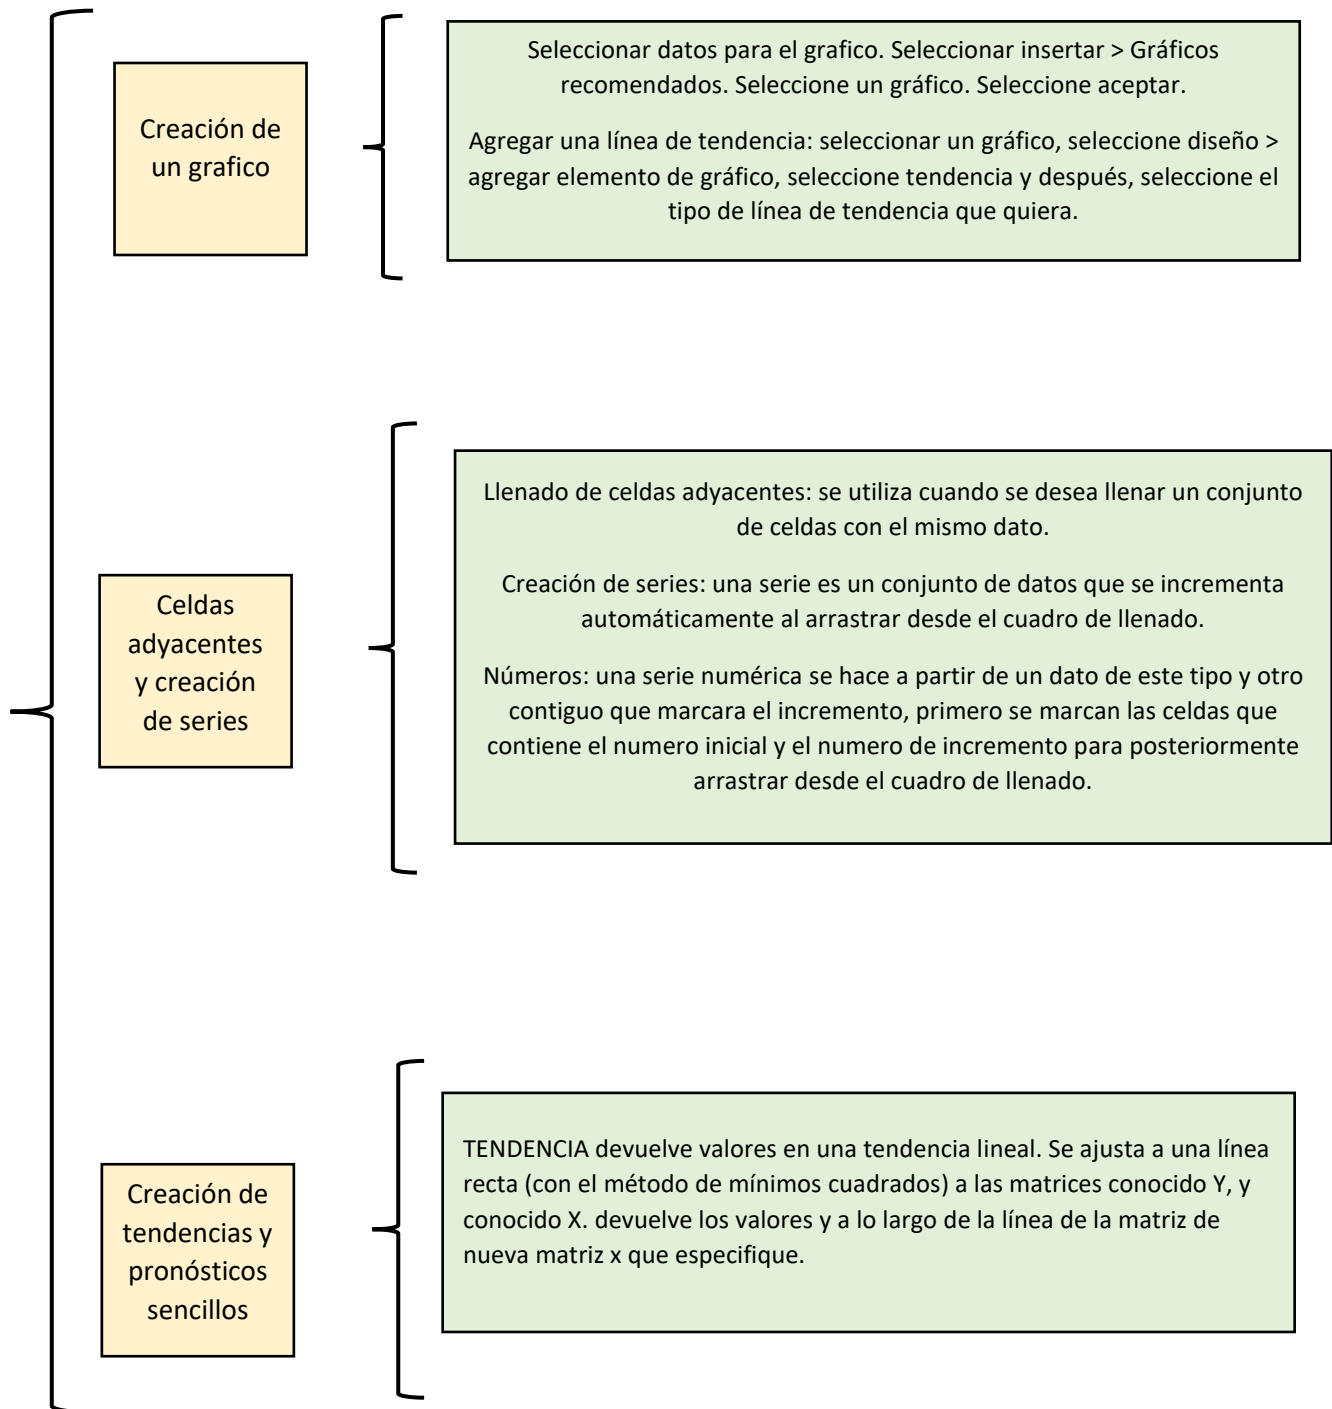 Creación de
un grafico
Seleccionar datos para el grafico. Seleccionar insertar > Gráficos
recomendados. Seleccione un gráfico. Seleccione aceptar.
Agregar una línea de tendencia: seleccionar un gráfico, seleccione diseño >
agregar elemento de gráfico, seleccione tendencia y después, seleccione el
tipo de línea de tendencia que quiera.
Celdas
adyacentes
y creación
de series
Llenado de celdas adyacentes: se utiliza cuando se desea llenar un conjunto
de celdas con el mismo dato.
Creación de series: una serie es un conjunto de datos que se incrementa
automáticamente al arrastrar desde el cuadro de llenado.
Números: una serie numérica se hace a partir de un dato de este tipo y otro
contiguo que marcara el incremento, primero se marcan las celdas que
contiene el numero inicial y el numero de incremento para posteriormente
arrastrar desde el cuadro de llenado.
Creación de
tendencias y
pronósticos
sencillos
TENDENCIA devuelve valores en una tendencia lineal. Se ajusta a una línea
recta (con el método de mínimos cuadrados) a las matrices conocido Y, y
conocido X. devuelve los valores y a lo largo de la línea de la matriz de
nueva matriz x que especifique.